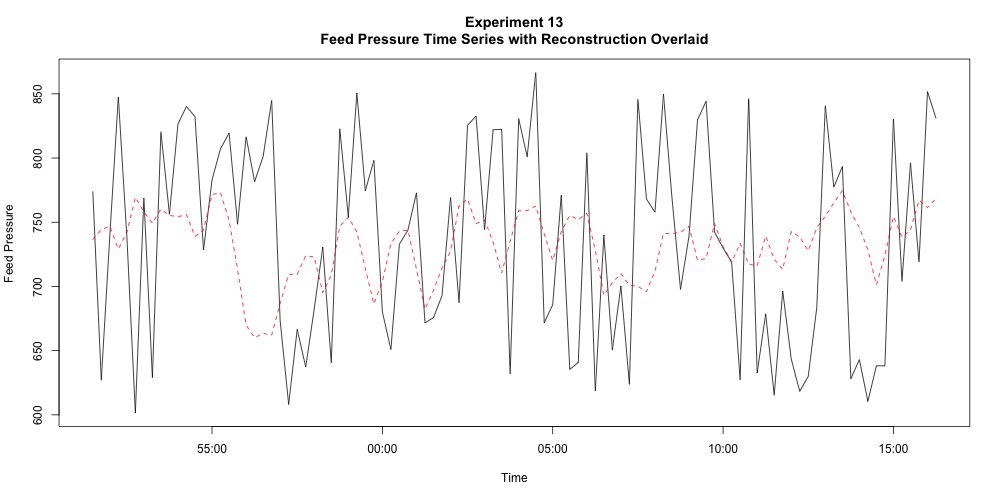 Experiment 13
Feed Pressure Time Series with Reconstruction Overlaid
Feed Pressure
850
800
750
700
650
600
55:00
00:00
05:00
10:00
15:00
Time